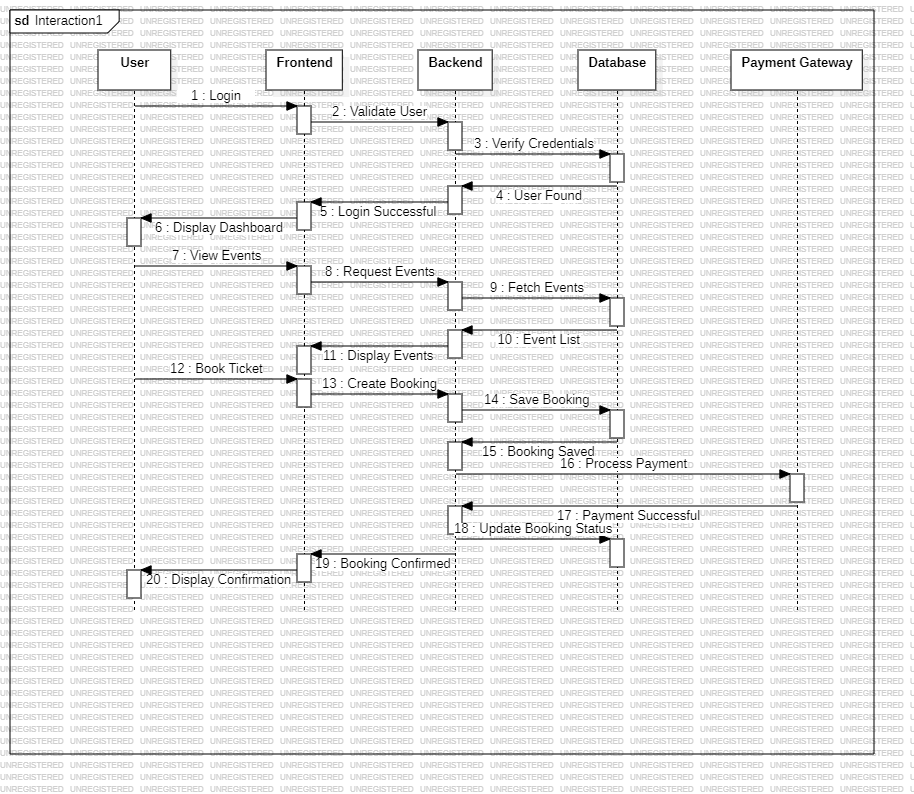 sd Interaction1
User
Frontend
Backend
Database
Payment Gateway
1 : Login
2 : Validate User
3 : Verify Credentials
4 : User Found
5 : Login Successful
6 : Display Dashboard
7 : View Events
8 : Request Events
9 : Fetch Events
10 : Event List
11 : Display Events
12 : Book Ticket
13 : Create Booking
14 : Save Booking
15 : Booking Saved
16 : Process Payment
17 : Payment Successful
18 : Update Booking Status
19 : Booking Confirmed
20 : Display Confirmation
UNREGISTERED